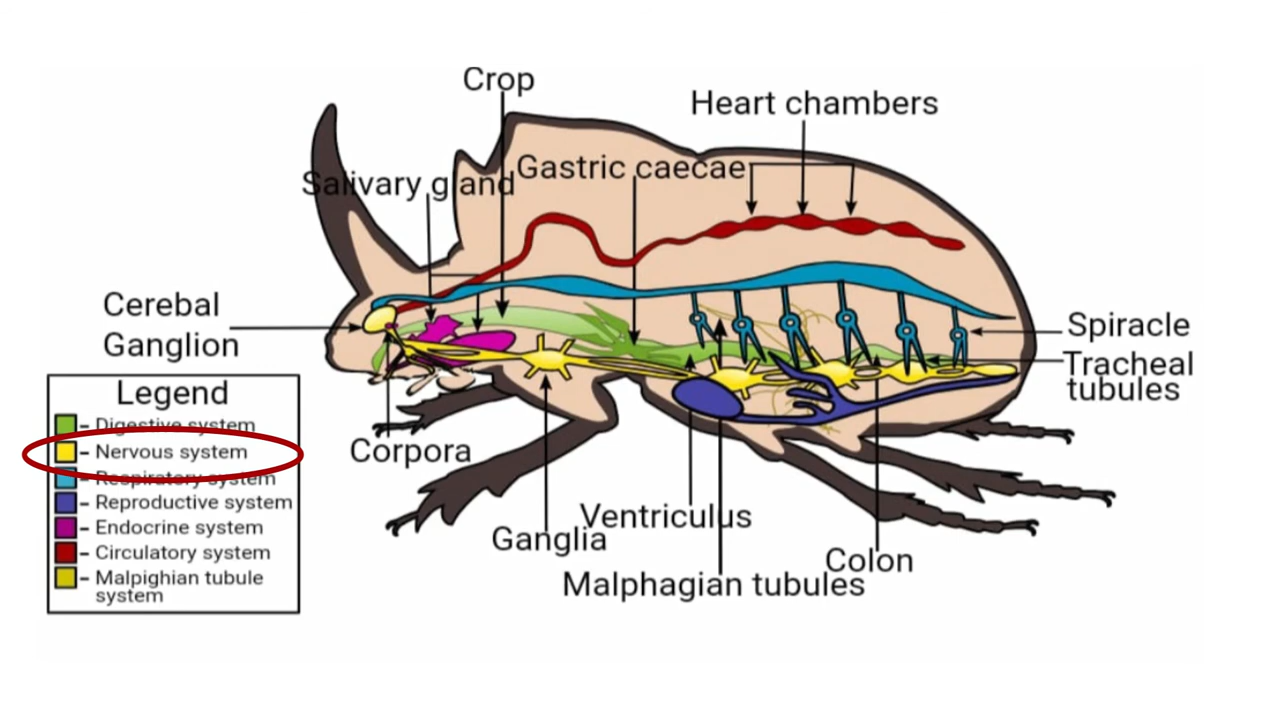 Crop
Heart chambers
Gastric caecae
Salivary gland
Cerebal
Ganglion
Spiracle
Tracheal
tubules
Legend
- Digestive system
- Nervous system
- Respiratory system
- Reproductive system
- Endocrine system
- Circulatory system
- Malpighian tubule
system
Corpora
Ventriculus
Ganglia
Colon
Malphagian tubules